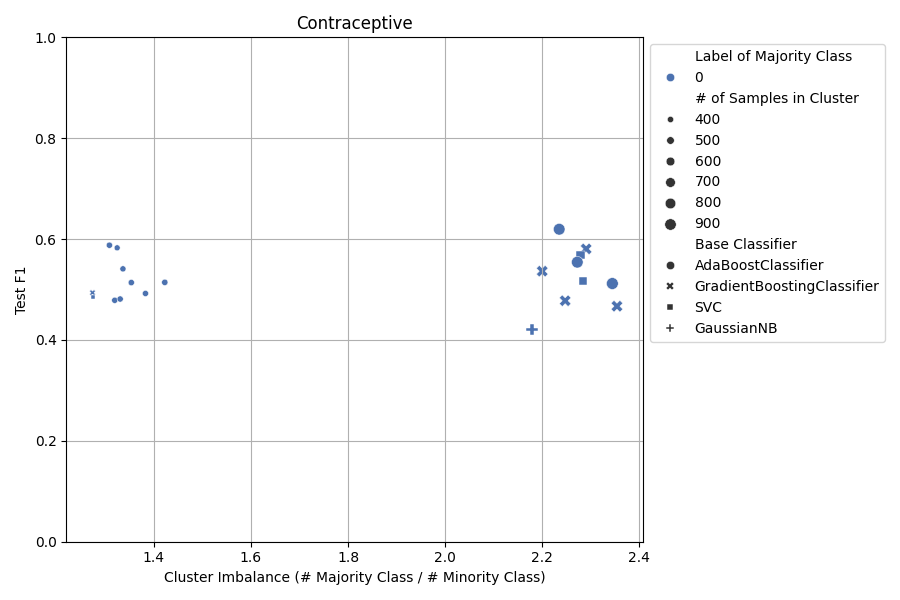 Contraceptive
1.0
0.8
0.6
0.4
0.2
0.0
Test F1
1.4
1.6
1.8
2.0
2.2
2.4
Cluster Imbalance (# Majority Class / # Minority Class)
Label of Majority Class
0
# of Samples in Cluster
400
500
600
700
800
900
Base Classifier
AdaBoostClassifier
GradientBoostingClassifier
SVC
GaussianNB